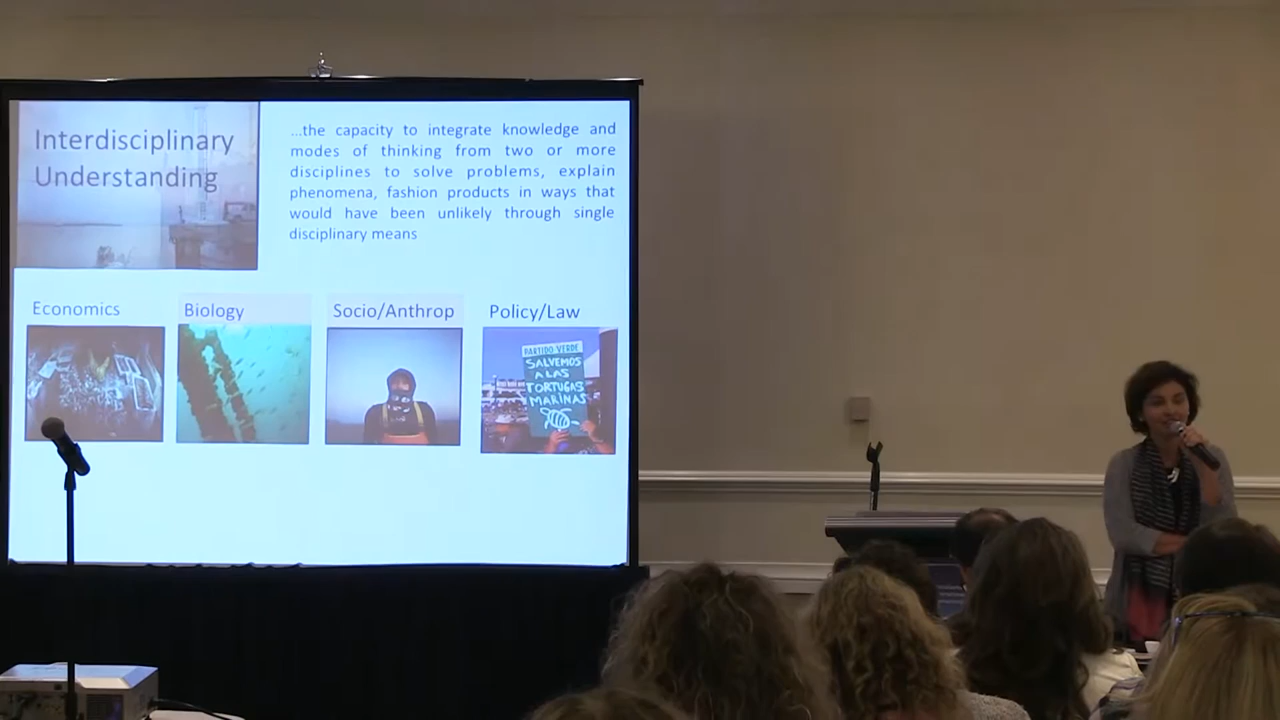 Interdisciplinary
Understanding
...the capacity to integrate knowledge and
modes of thinking from two or more
disciplines to solve problems, explain
phenomena, fashion products in ways that
would have been unlikely through single
disciplinary means
Economics
Biology
Socio/Anthrop
Policy/Law
PARTIDO VERDE
SALVEMOS
A LAS
TORTUGAS
MARINAS